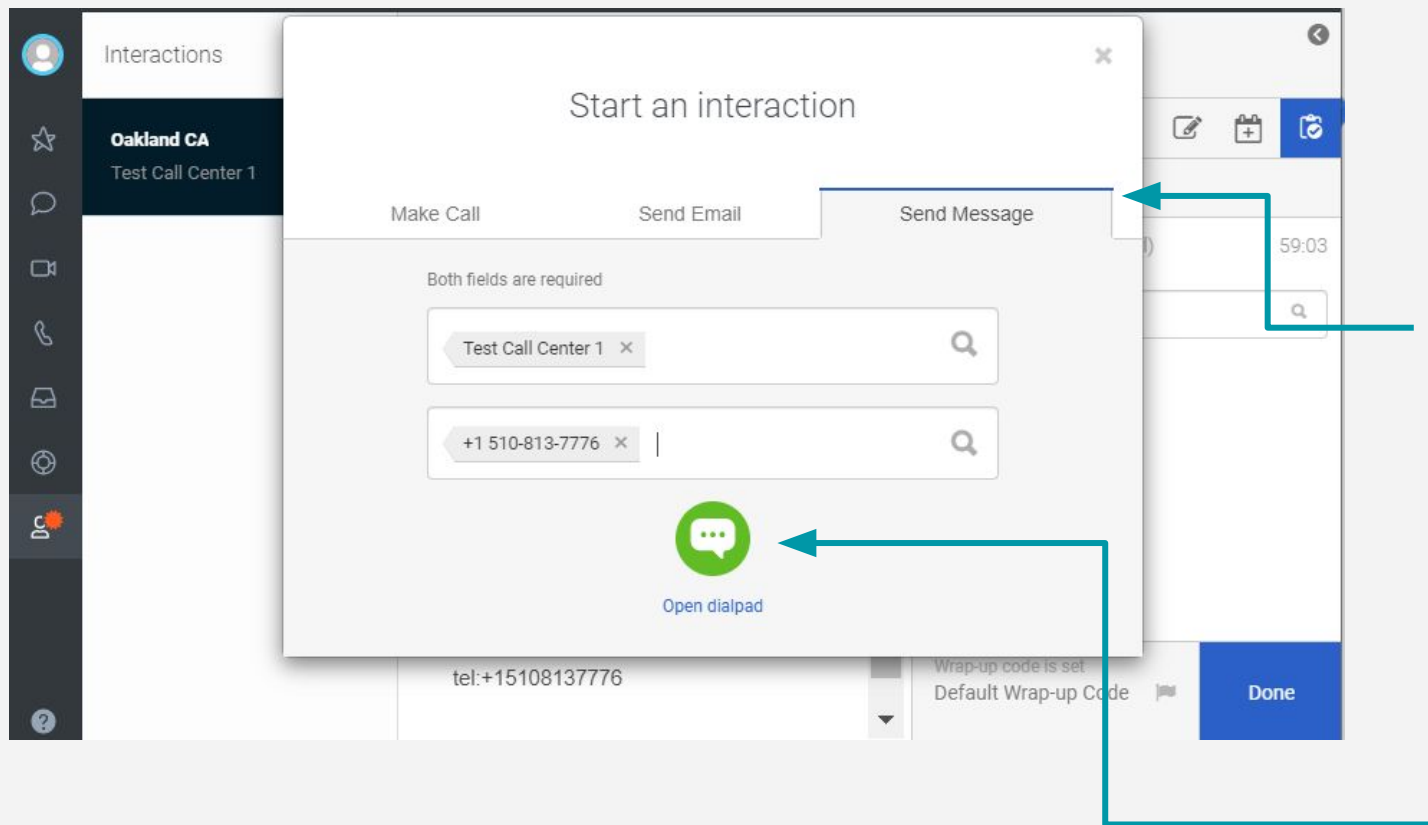 Interactions
Start an interaction
Oakland CA
Test Call Center 1
Make Call
Send Email
Send Message
59:03
Both fields are required
Test Call Center 1
+1 510-813-7776
Open dialpad
tel:+15108137776
Wrap-up code is set
Default Wrap-up Code
Done